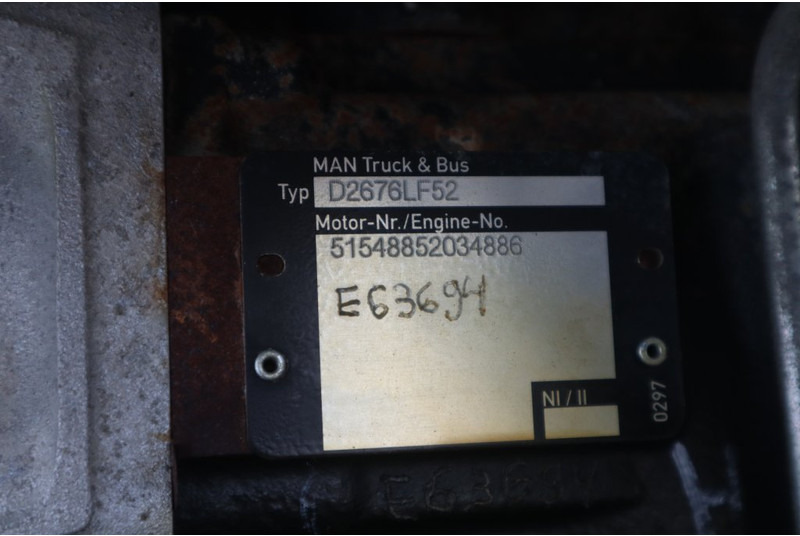 MAN Truck & Bus
Typ D2676LF52
Motor-Nr./Engine-No.
51548852034886
E63694
NI / II
0297